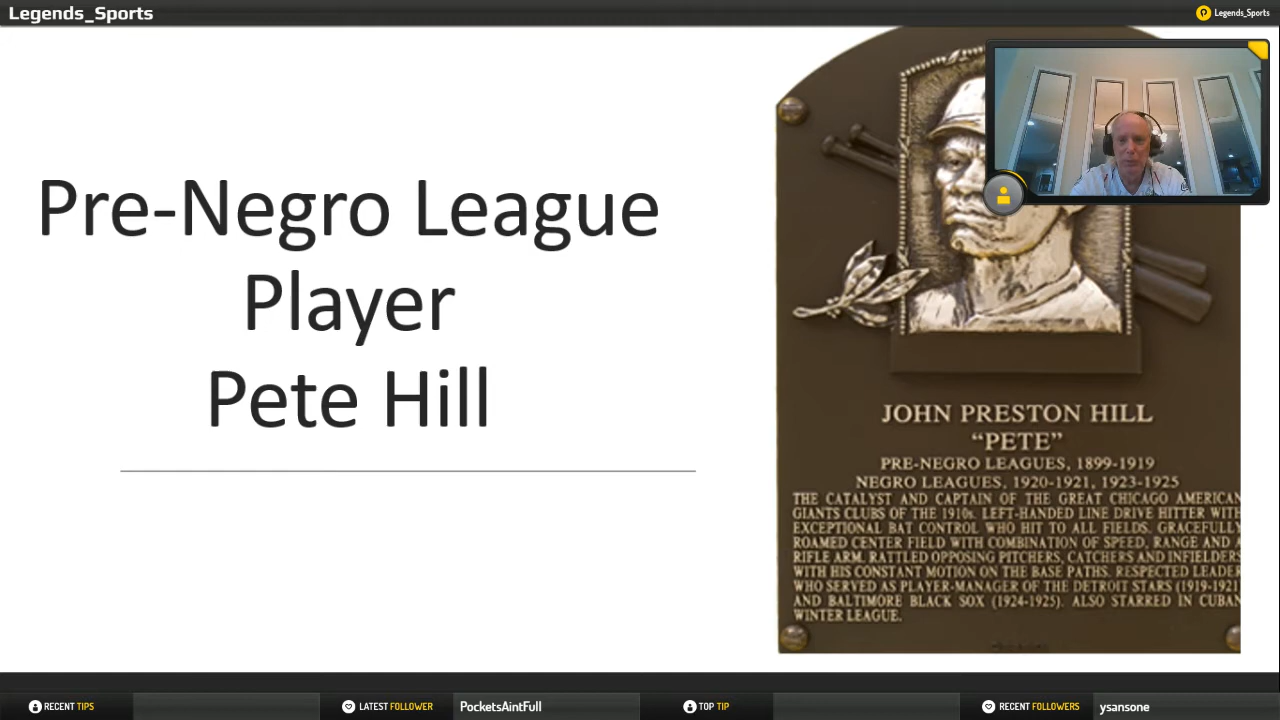 Legends_Sports
Legends_Sports
Pre-Negro League
Player
Pete Hill
JOHN PRESTON HILL
“PETE”
PRE-NEGRO LEAGUES, 1899-1919
NEGRO LEAGUES, 1920-1921, 1923-1925
THE CATALYST AND CAPTAIN OF THE GREAT CHICAGO AMERICAN
GIANTS CLUBS OF THE 1910s. LEFT-HANDED LINE DRIVE HITTER WITH
EXCEPTIONAL BAT CONTROL WHO HIT TO ALL FIELDS. GRACEFULLY
ROAMED CENTER FIELD WITH COMBINATION OF SPEED, RANGE AND A
RIFLE ARM. RATTLED OPPOSING PITCHERS, CATCHERS AND INFIELDERS
WITH HIS CONSTANT MOTION ON THE BASE PATHS. RESPECTED LEADER
WHO SERVED AS PLAYER-MANAGER OF THE DETROIT STARS (1919-1921)
AND BALTIMORE BLACK SOX (1924-1925). ALSO STARRED IN CUBAN
WINTER LEAGUE.
RECENT TIPS
LATEST FOLLOWER
PocketsAintFull
TOP TIP
RECENT FOLLOWERS
ysansone